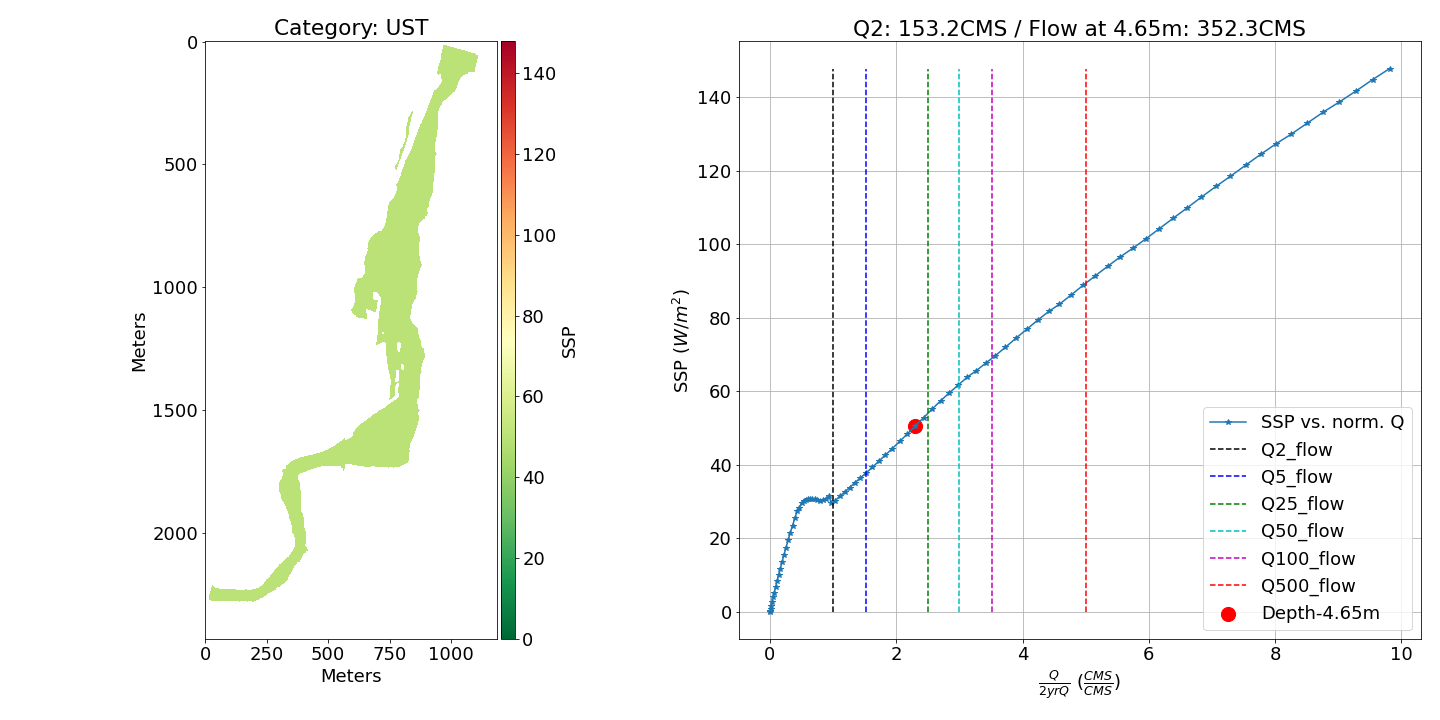 Category: UST
0
500
1000
1500
2000
Meters
0 250 500 750 1000
Meters
140
120
100
80
60
40
20
0
SSP
Q2: 153.2CMS / Flow at 4.65m: 352.3CMS
140
120
100
80
60
40
20
0
SSP (W/m²)
0 2 4 6 8 10
Q/2yrQ (CMS/CMS)
SSP vs. norm. Q
Q2_flow
Q5_flow
Q25_flow
Q50_flow
Q100_flow
Q500_flow
Depth-4.65m